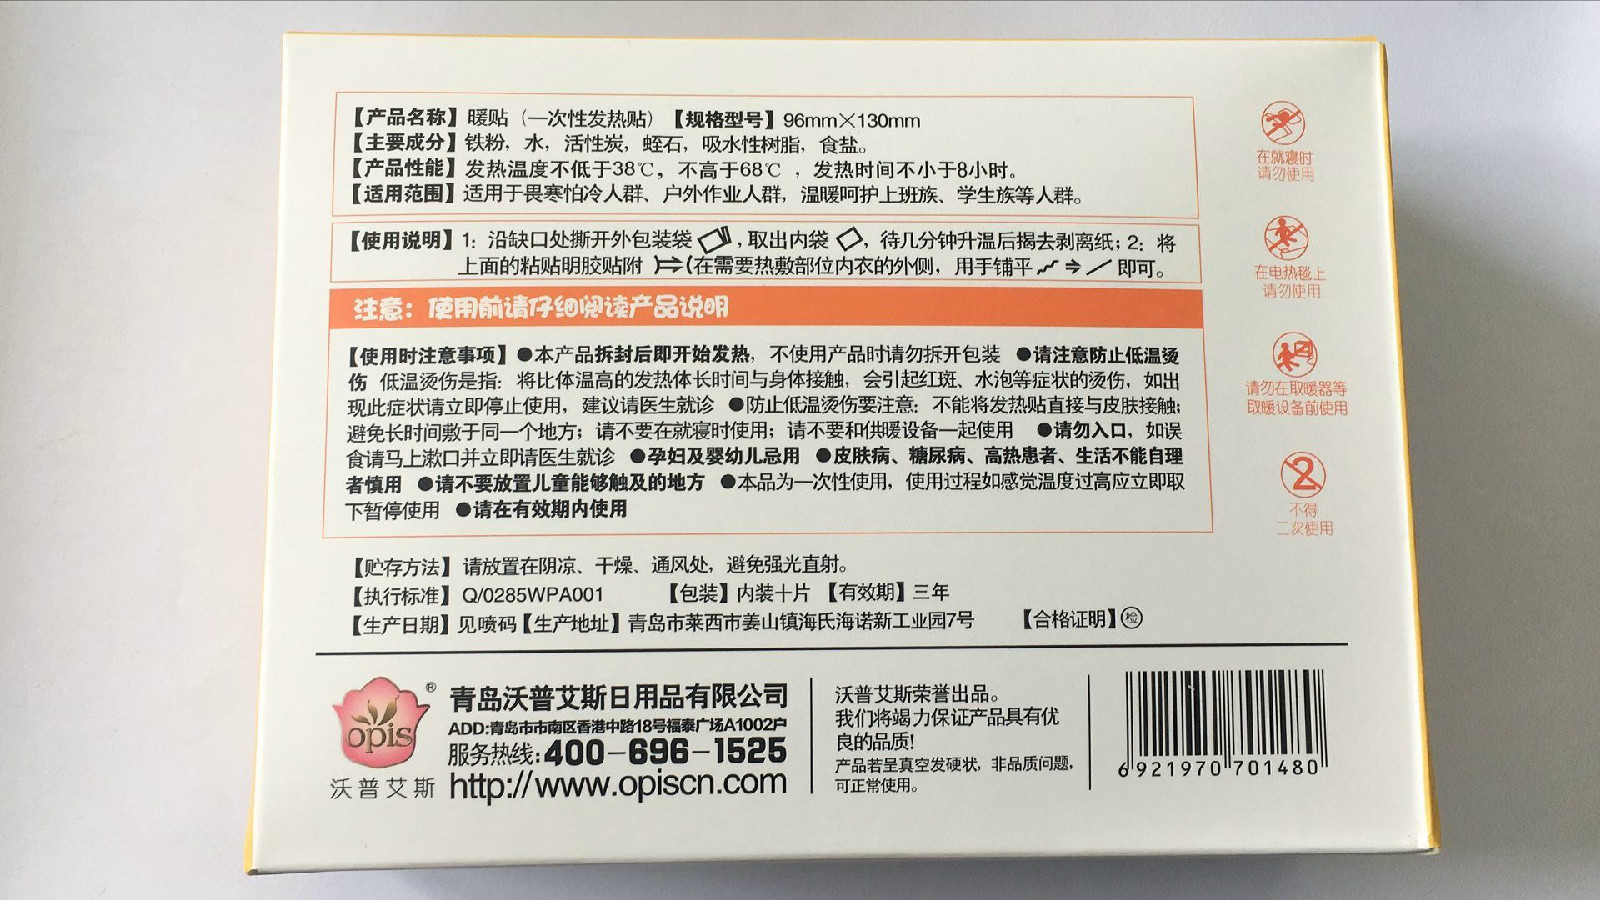 【产品名称】暖贴（一次性发热贴）【规格型号】96mm×130mm
【主要成分】铁粉，水，活性炭，蛭石，吸水性树脂，食盐。
【产品性能】发热温度不低于38℃，不高于68℃，发热时间不小于8小时。
【适用范围】适用于畏寒怕冷人群、户外作业人群，温暖呵护上班族、学生族等人群。
【使用说明】1：沿缺口处撕开外包装袋，取出内袋，待几分钟升温后揭去剥离纸；2：将
上面的粘贴明胶贴附（在需要热敷部位内衣的外侧，用手铺平即可。
注意：使用前请仔细阅读产品说明
【使用时注意事项】●本产品拆封后即开始发热，不使用产品时请勿拆开包装 ●请注意防止低温烫
伤 低温烫伤是指：将比体温高的发热体长时间与身体接触，会引起红斑、水泡等症状的烫伤，如出
现此症状请立即停止使用，建议请医生就诊 ●防止低温烫伤要注意：不能将发热贴直接与皮肤接触；
避免长时间敷于同一个地方；请不要在就寝时使用；请不要和供暖设备一起使用 ●请勿入口，如误
食请马上漱口并立即请医生就诊 ●孕妇及婴幼儿忌用 ●皮肤病、糖尿病、高热患者、生活不能自理
者慎用 ●请不要放置儿童能够触及的地方 ●本品为一次性使用，使用过程如感觉温度过高应立即取
下暂停使用 ●请在有效期内使用
在就寝时
请勿使用
在电热毯上
请勿使用
请勿在取暖器等
取暖设备前使用
2
不得
二次使用
【贮存方法】请放置在阴凉、干燥、通风处，避免强光直射。
【执行标准】Q/0285WPA001 【包装】内装十片【有效期】三年
【生产日期】见喷码【生产地址】青岛市莱西市姜山镇海氏海诺新工业园7号 【合格证明】检
opis®
沃普艾斯
青岛沃普艾斯日用品有限公司
ADD:青岛市市南区香港中路18号福泰广场A1002户
服务热线:400-696-1525
http://www.opiscn.com
沃普艾斯荣誉出品。
我们将竭力保证产品具有优
良的品质!
产品若呈真空发硬状，非品质问题，
可正常使用。
6 921970 701480